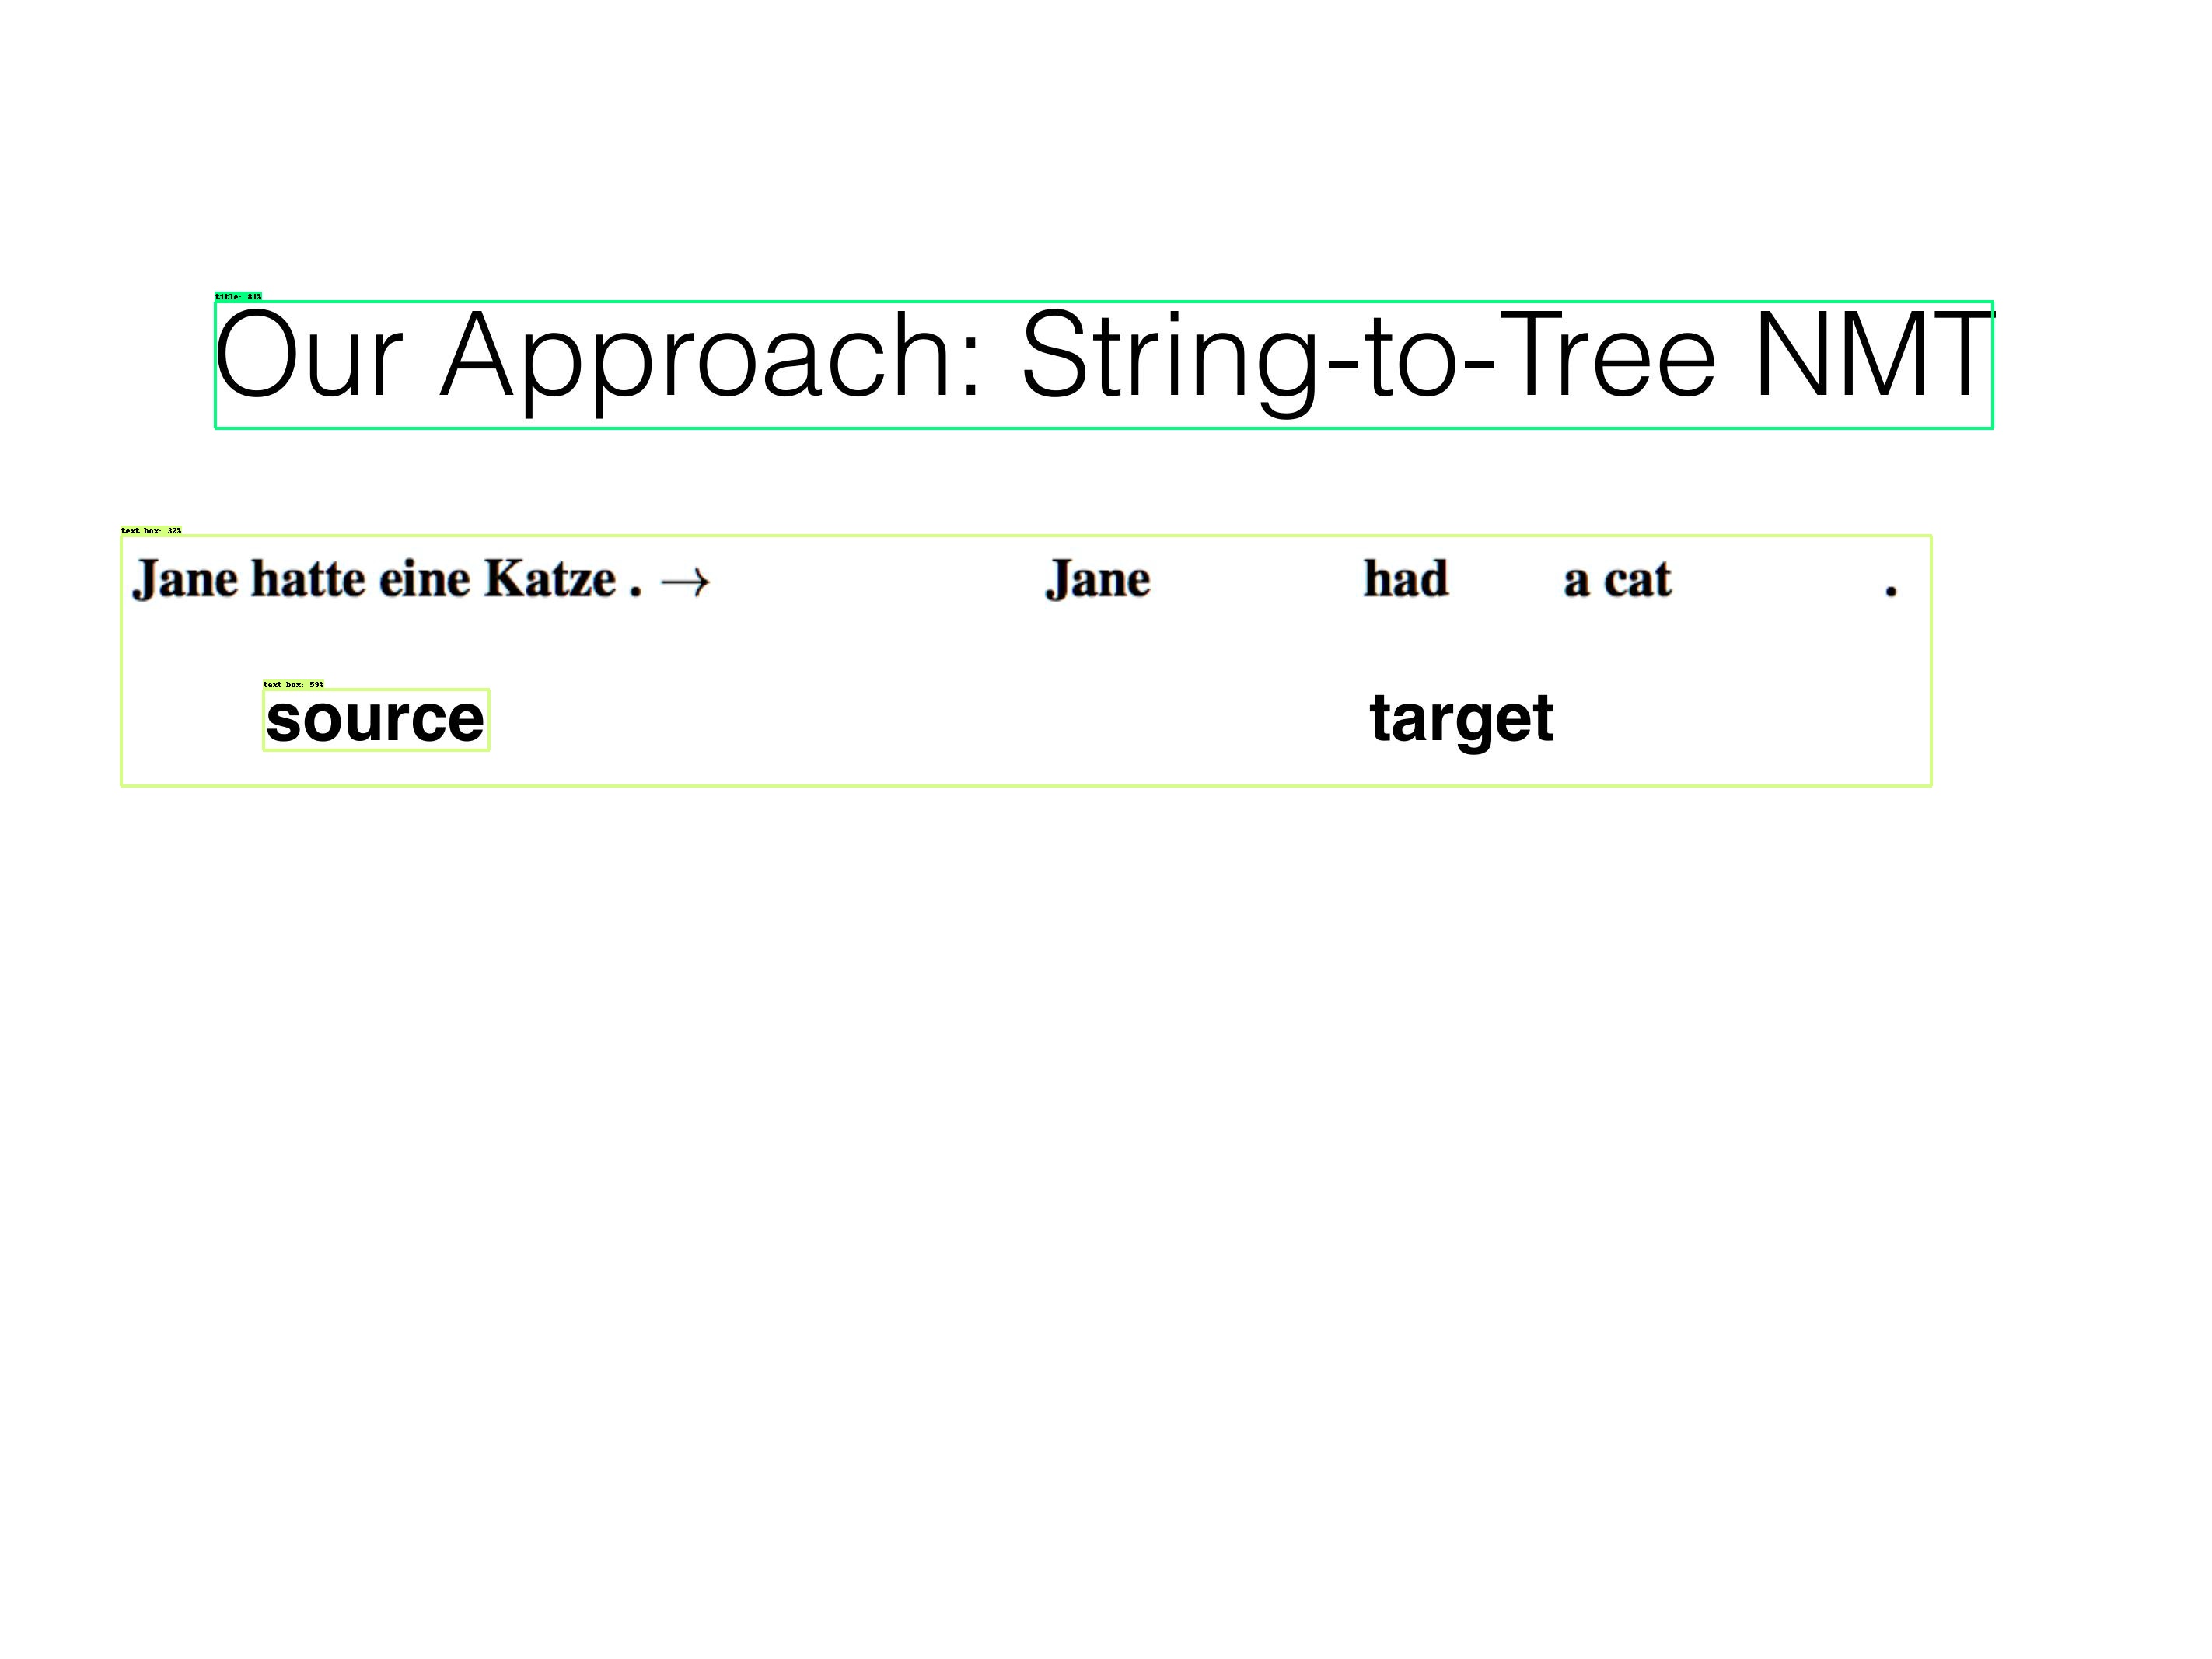 title: 81%
Our Approach: String-to-Tree NMT
text box: 32%
Jane hatte eine Katze . → Jane had a cat .
text box: 59%
source target